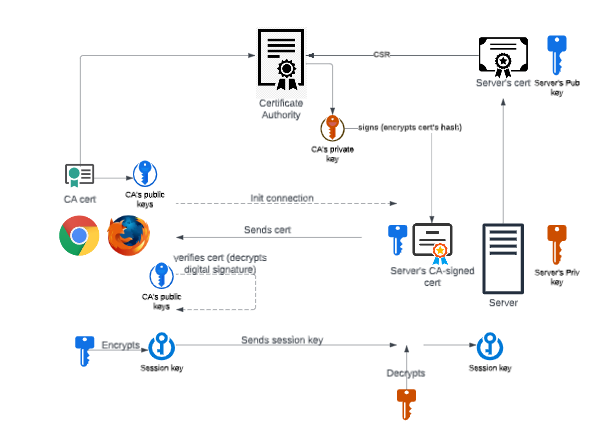 CSR
Server's cert
Server's Pub
key
Certificate
Authority
signs (encrypts cert's hash)
CA's private
key
CA cert
CA's public
keys
Init connection
Sends cert
verifies cert (decrypts
digital signature)
CA's public
keys
Server's CA-signed
cert
Server
Server's Priv
key
Encrypts
Session key
Sends session key
Decrypts
Session key